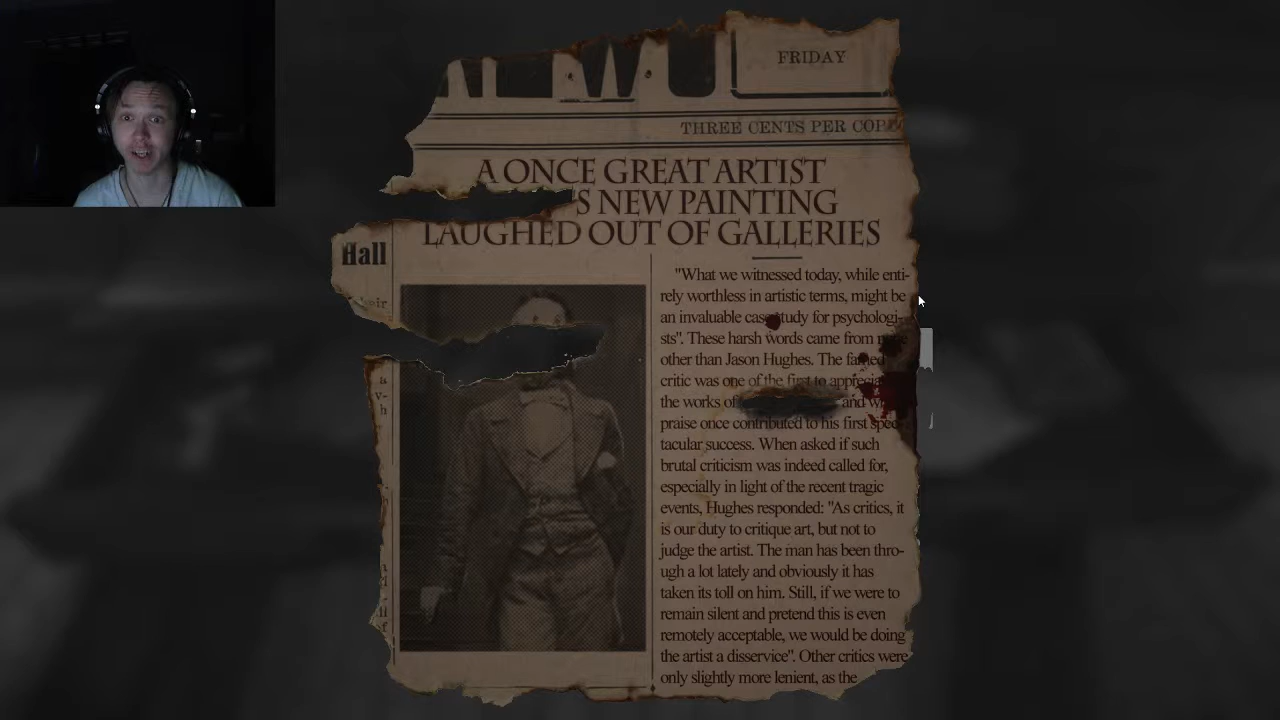 FRIDAY
THREE CENTS PER COPY
A ONCE GREAT ARTIST
'S NEW PAINTING
LAUGHED OUT OF GALLERIES
Hall
"What we witnessed today, while enti-
rely worthless in artistic terms, might be
an invaluable case study for psychologi-
sts". These harsh words came from none
other than Jason Hughes. The famed
critic was one of the first to apprecia
the works of and
praise once contributed to his first spec-
tacular success. When asked if such
brutal criticism was indeed called for,
especially in light of the recent tragic
events, Hughes responded: "As critics, it
is our duty to critique art, but not to
judge the artist. The man has been thro-
ugh a lot lately and obviously it has
taken its toll on him. Still, if we were to
remain silent and pretend this is even
remotely acceptable, we would be doing
the artist a disservice". Other critics were
only slightly more lenient, as the